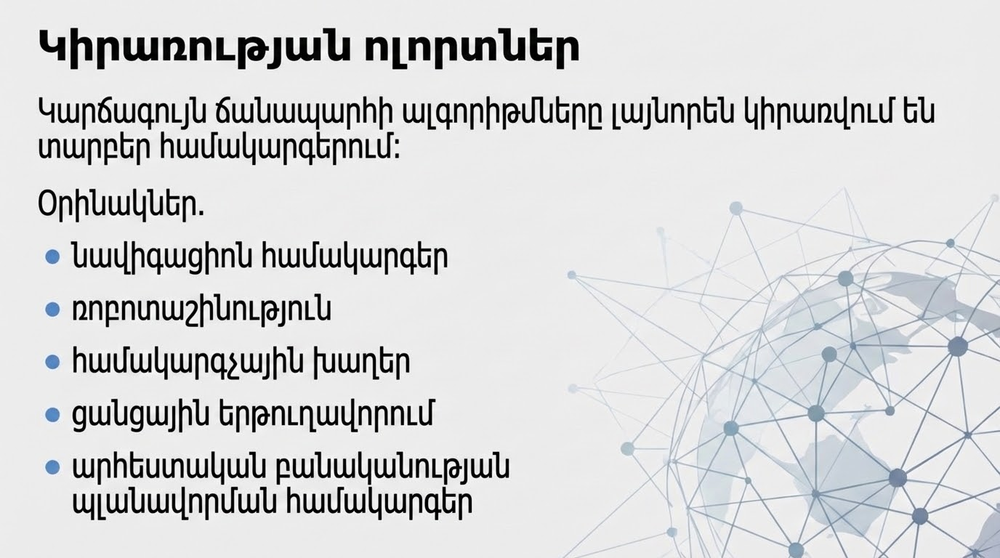 Կիրառության ոլորտներ
Կարճագույն ճանապարհի ալգորիթմները լայնորեն կիրառվում են
տարբեր համակարգերում:
Օրինակներ.
• նավիգացիոն համակարգեր
• ռոբոտաշինություն
• համակարգչային խաղեր
• ցանցային երթուղավորում
• արհեստական բանականության
պլանավորման համակարգեր